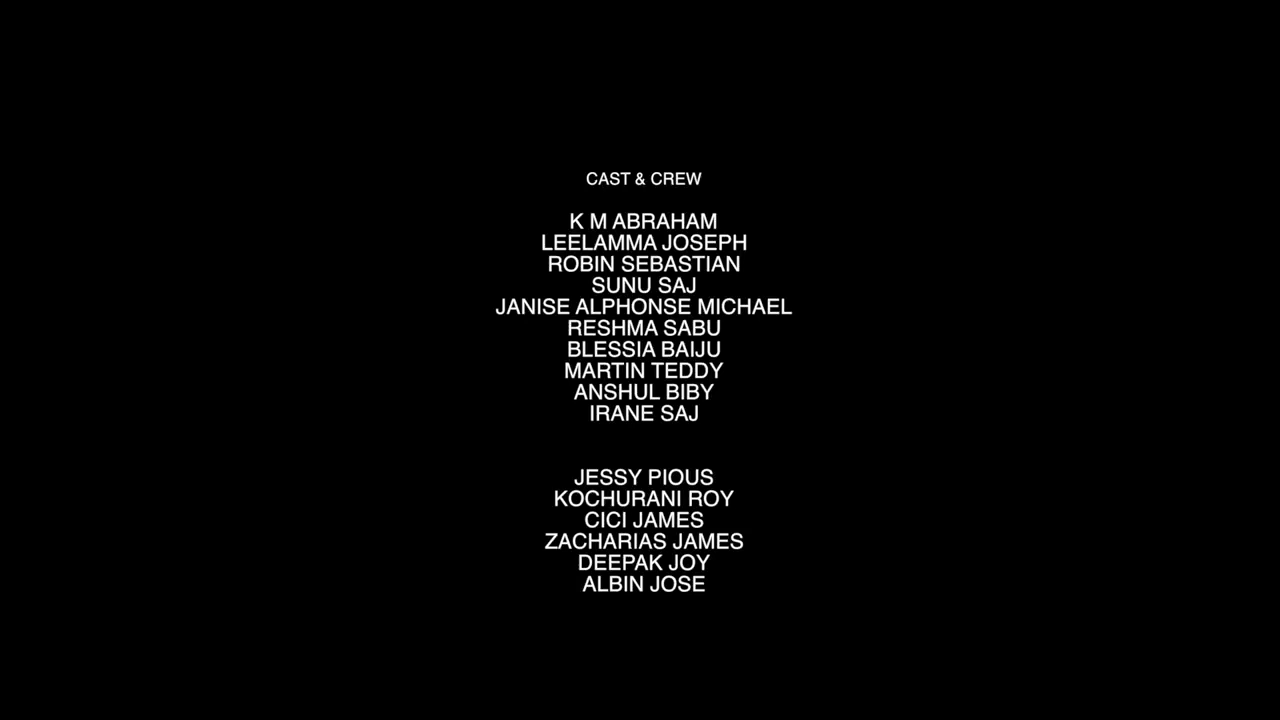 CAST & CREW
K M ABRAHAM
LEELAMMA JOSEPH
ROBIN SEBASTIAN
SUNU SAJ
JANISE ALPHONSE MICHAEL
RESHMA SABU
BLESSIA BAIJU
MARTIN TEDDY
ANSHUL BIBY
IRANE SAJ
JESSY PIOUS
KOCHURANI ROY
CICI JAMES
ZACHARIAS JAMES
DEEPAK JOY
ALBIN JOSE